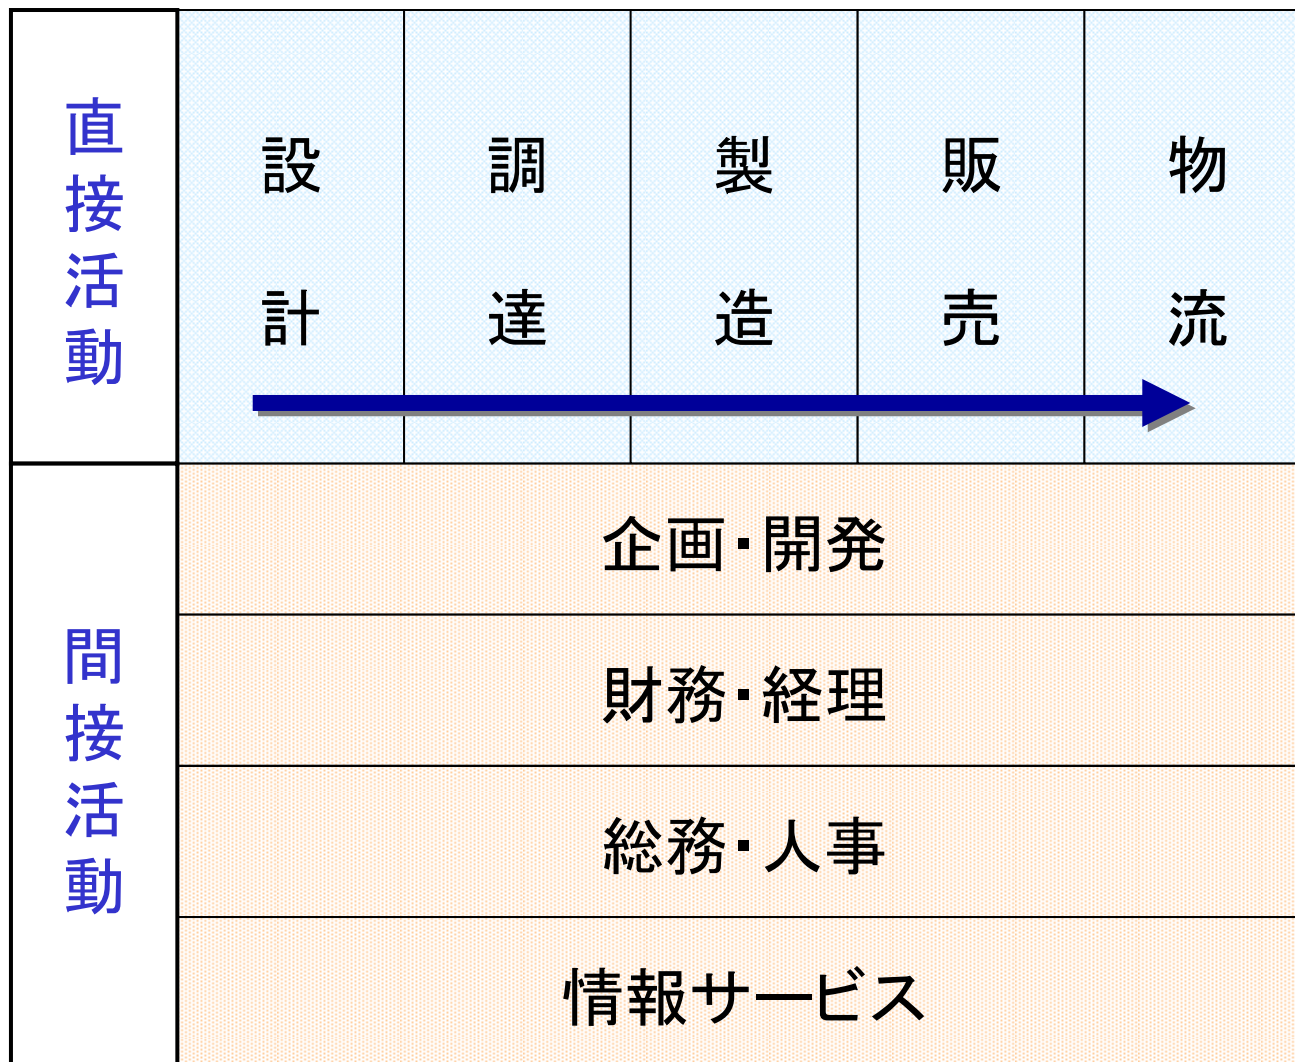 直接活動
設計
調達
製造
販売
物流
間接活動
企画・開発
財務・経理
総務・人事
情報サービス